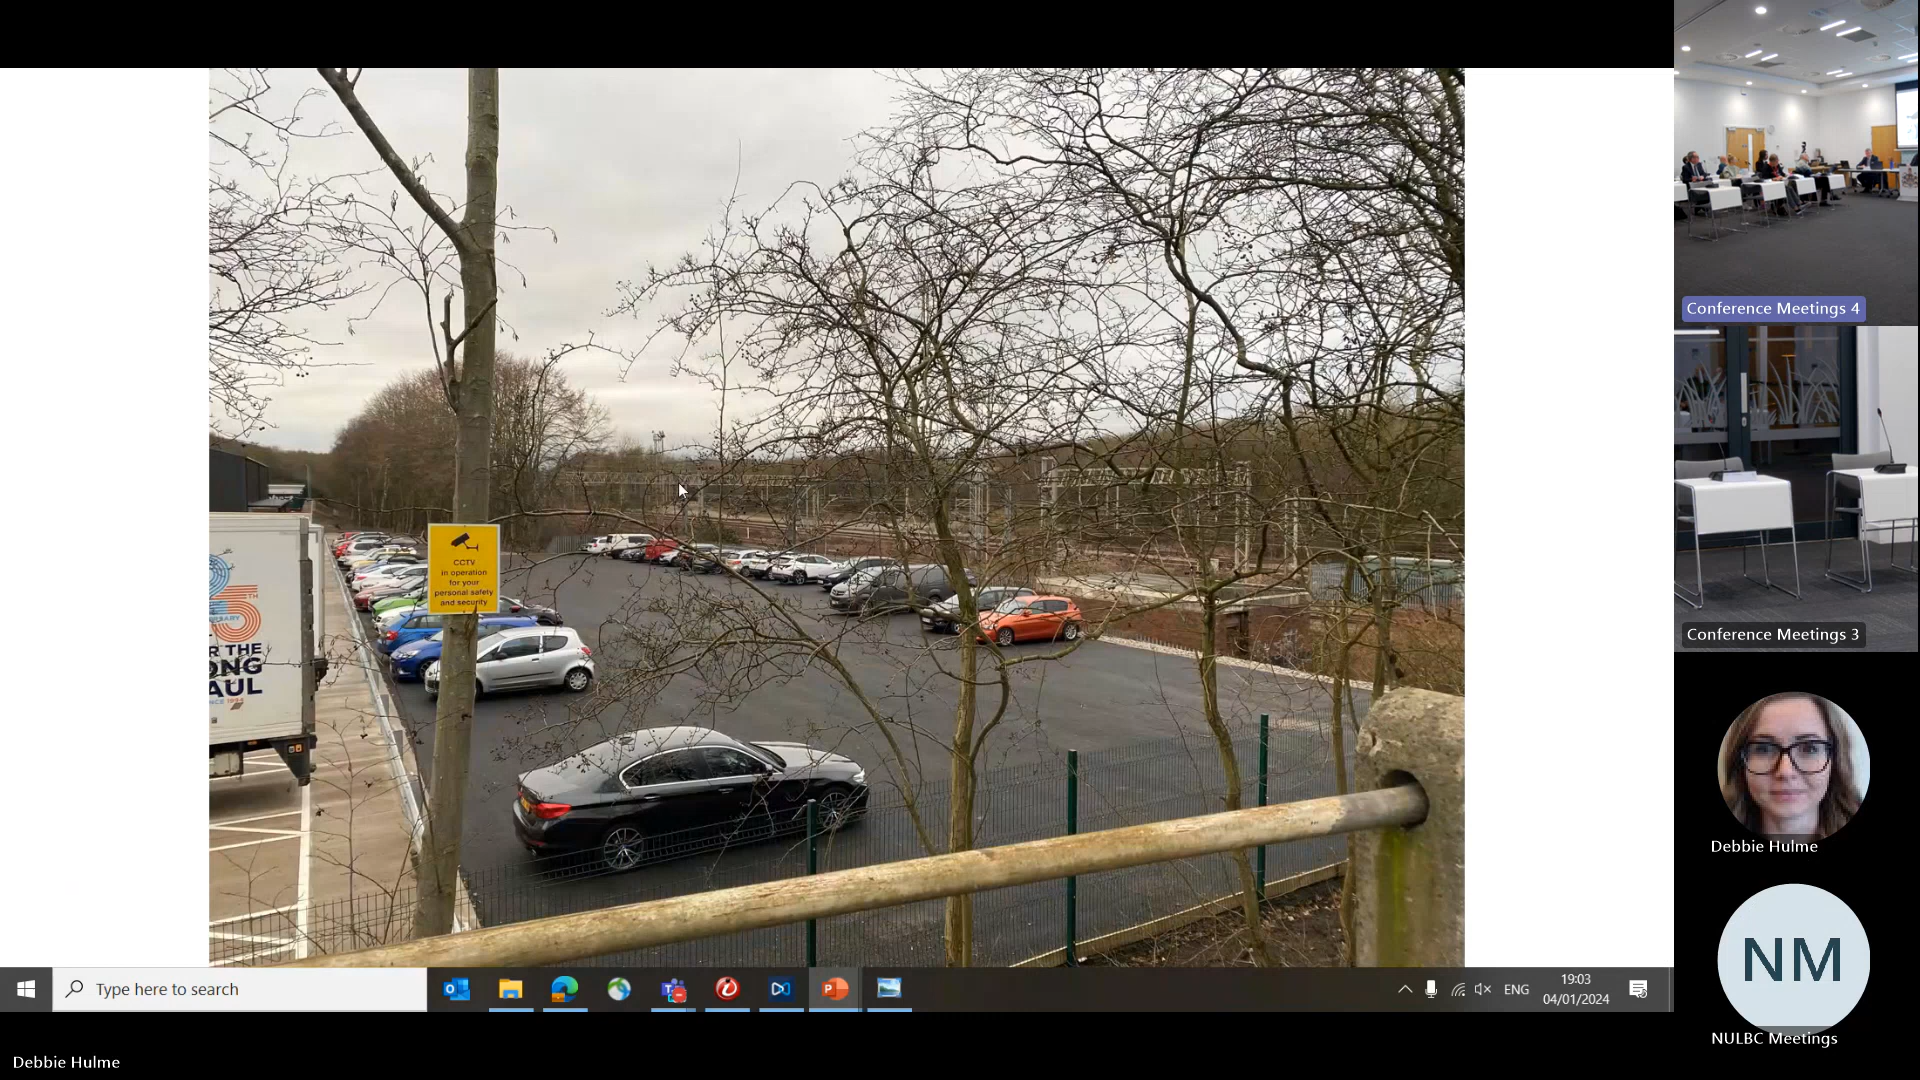 Conference Meetings 4
CCTV
in operation
for your
personal safety
and security
TH
R THE
ONG
AUL
Conference Meetings 3
Debbie Hulme
NM
NULBC Meetings
Type here to search
ENG
19:03
04/01/2024
Debbie Hulme